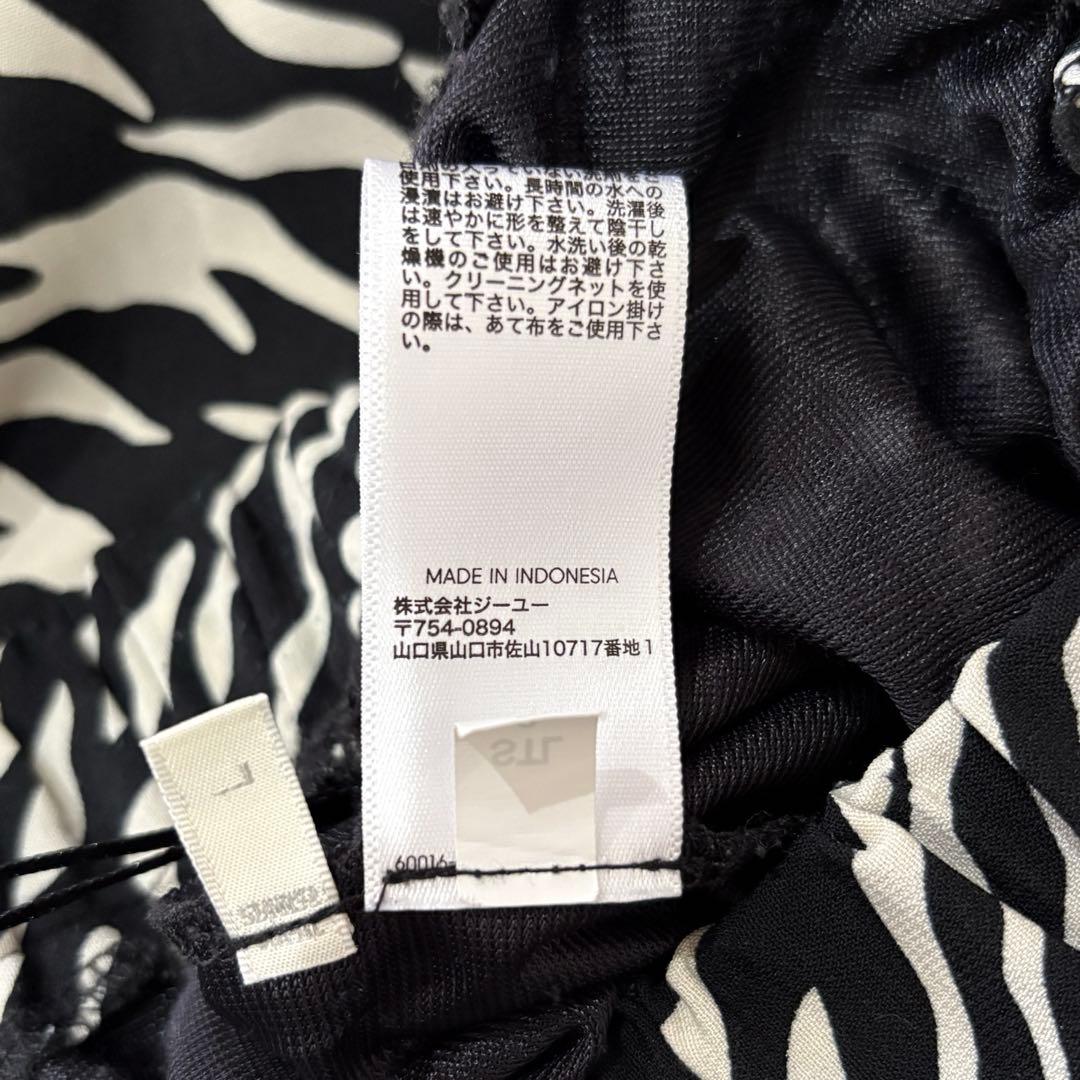 使用下さい。長時間の水への
浸漬はお避け下さい。洗濯後
は速やかに形を整えて陰干し
をして下さい。水洗い後の乾
燥機のご使用はお避け下さ
い。クリーニングネットを使
用して下さい。アイロン掛け
の際は、あて布をご使用下さ
い。
MADE IN INDONESIA
株式会社ジーユー
〒754-0894
山口県山口市佐山10717番地1
STL
L
60016-